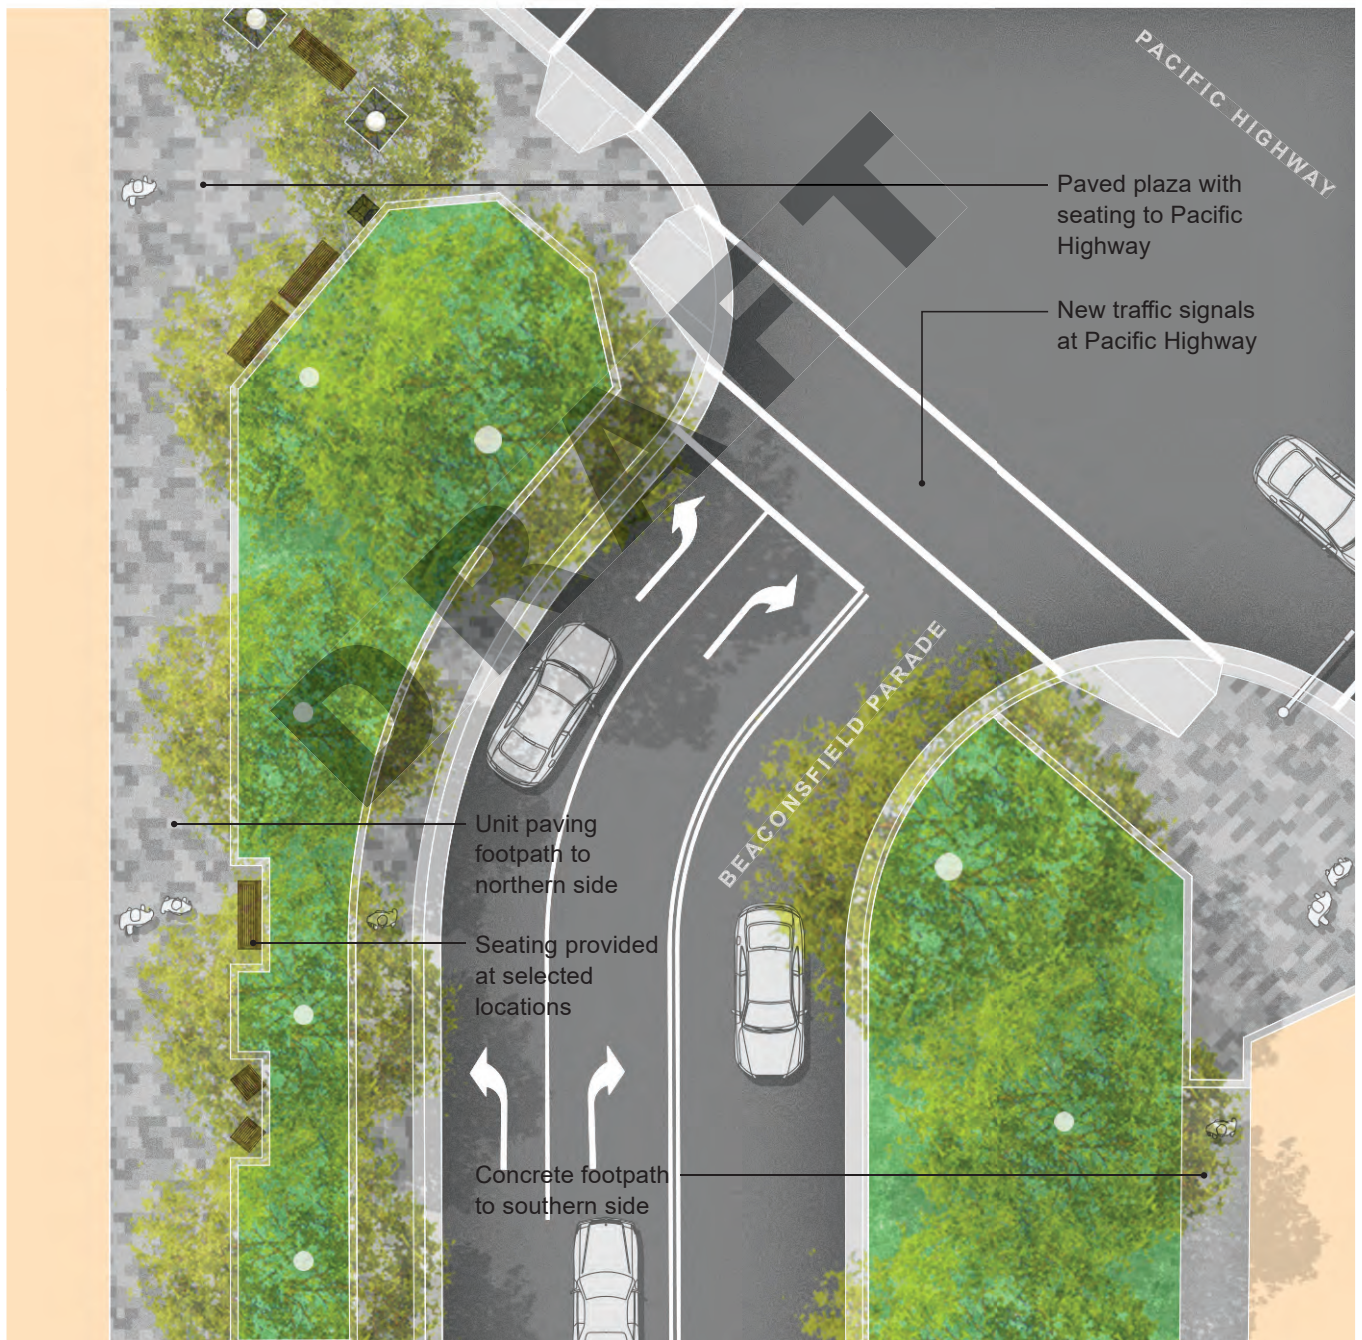 PACIFIC HIGHWAY
Paved plaza with
seating to Pacific
Highway
New traffic signals
at Pacific Highway
DRAFT
BEACONSFIELD PARADE
Unit paving
footpath to
northern side
Seating provided
at selected
locations
Concrete footpath
to southern side